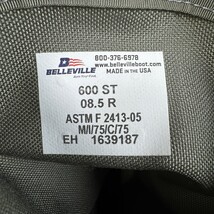 800-376-6978
BELLEVILLE
www.bellevilleboot.com
MADE IN THE USA
600 ST
08.5 R
ASTM F 2413-05
M/I/75/C/75
EH 1639187